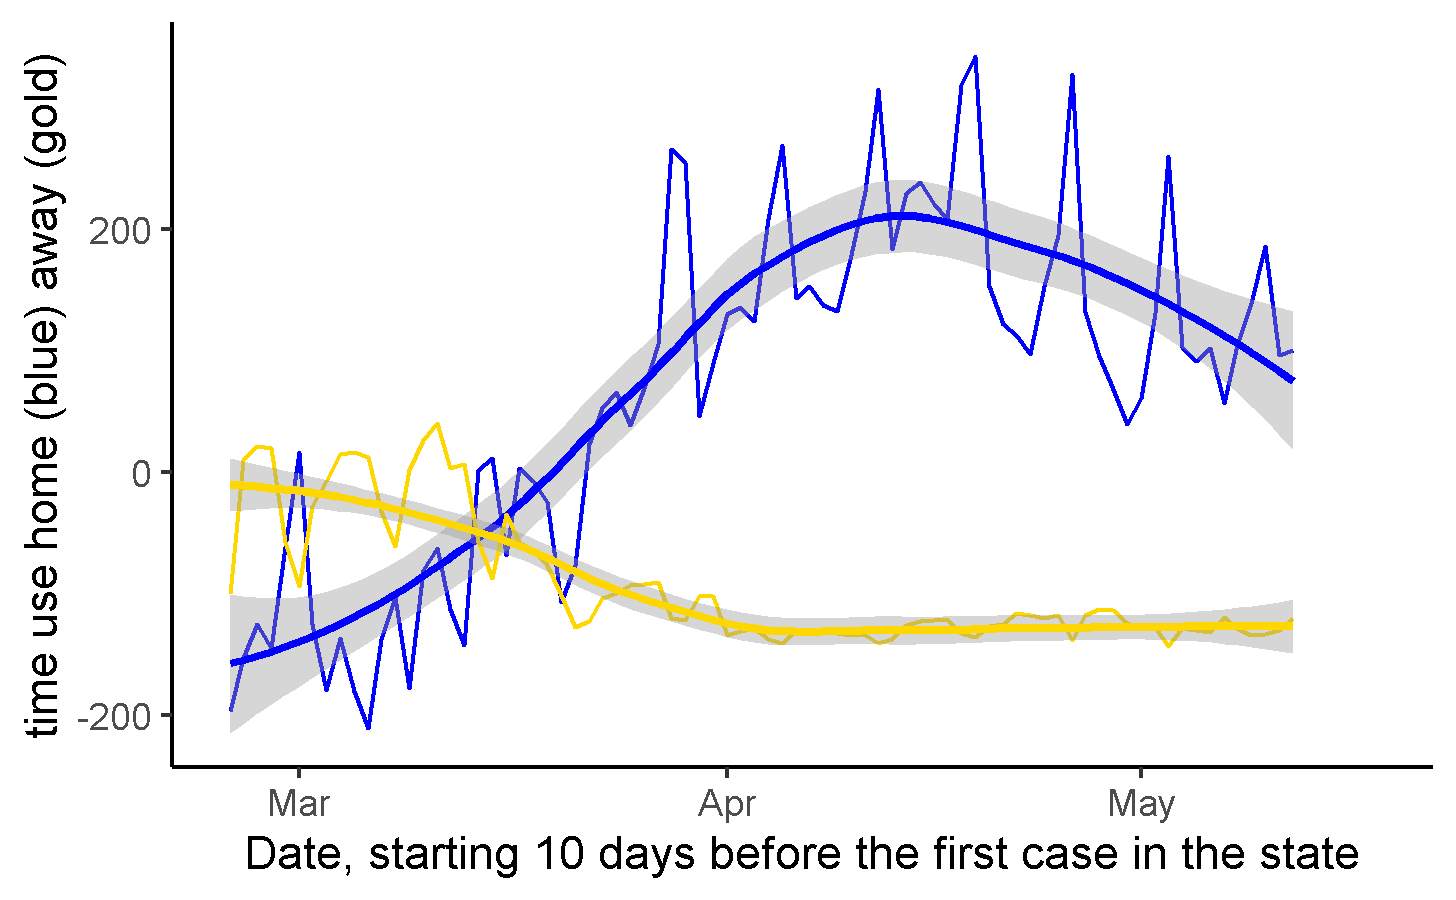 time use home (blue) away (gold)
200
0
-200
Mar
Apr
May
Date, starting 10 days before the first case in the state